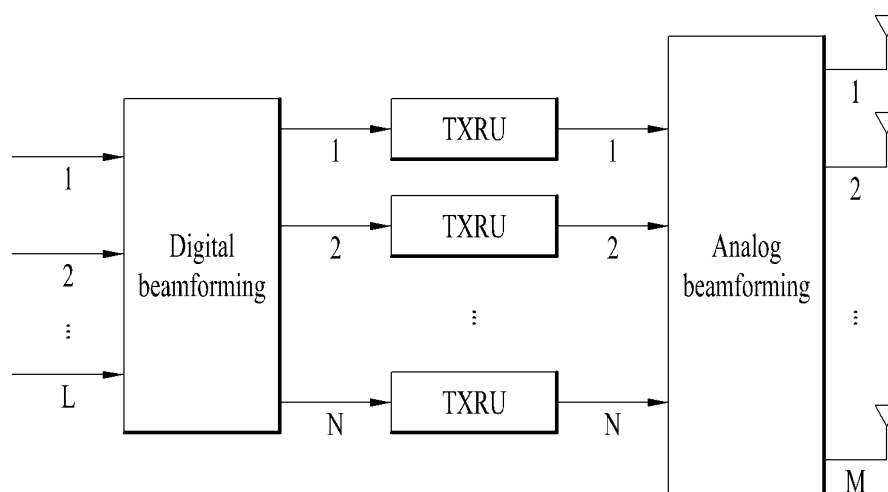 1
2
⋮
L
Digital
beamforming
1
2
N
TXRU
TXRU
⋮
TXRU
1
2
N
Analog
beamforming
1
2
⋮
M